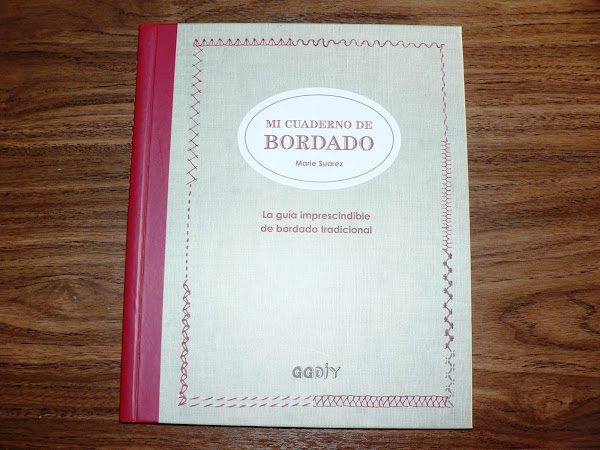 MI CUADERNO DE
BORDADO
Marie Suarez
La guía imprescindible
de bordado tradicional
GGDIY